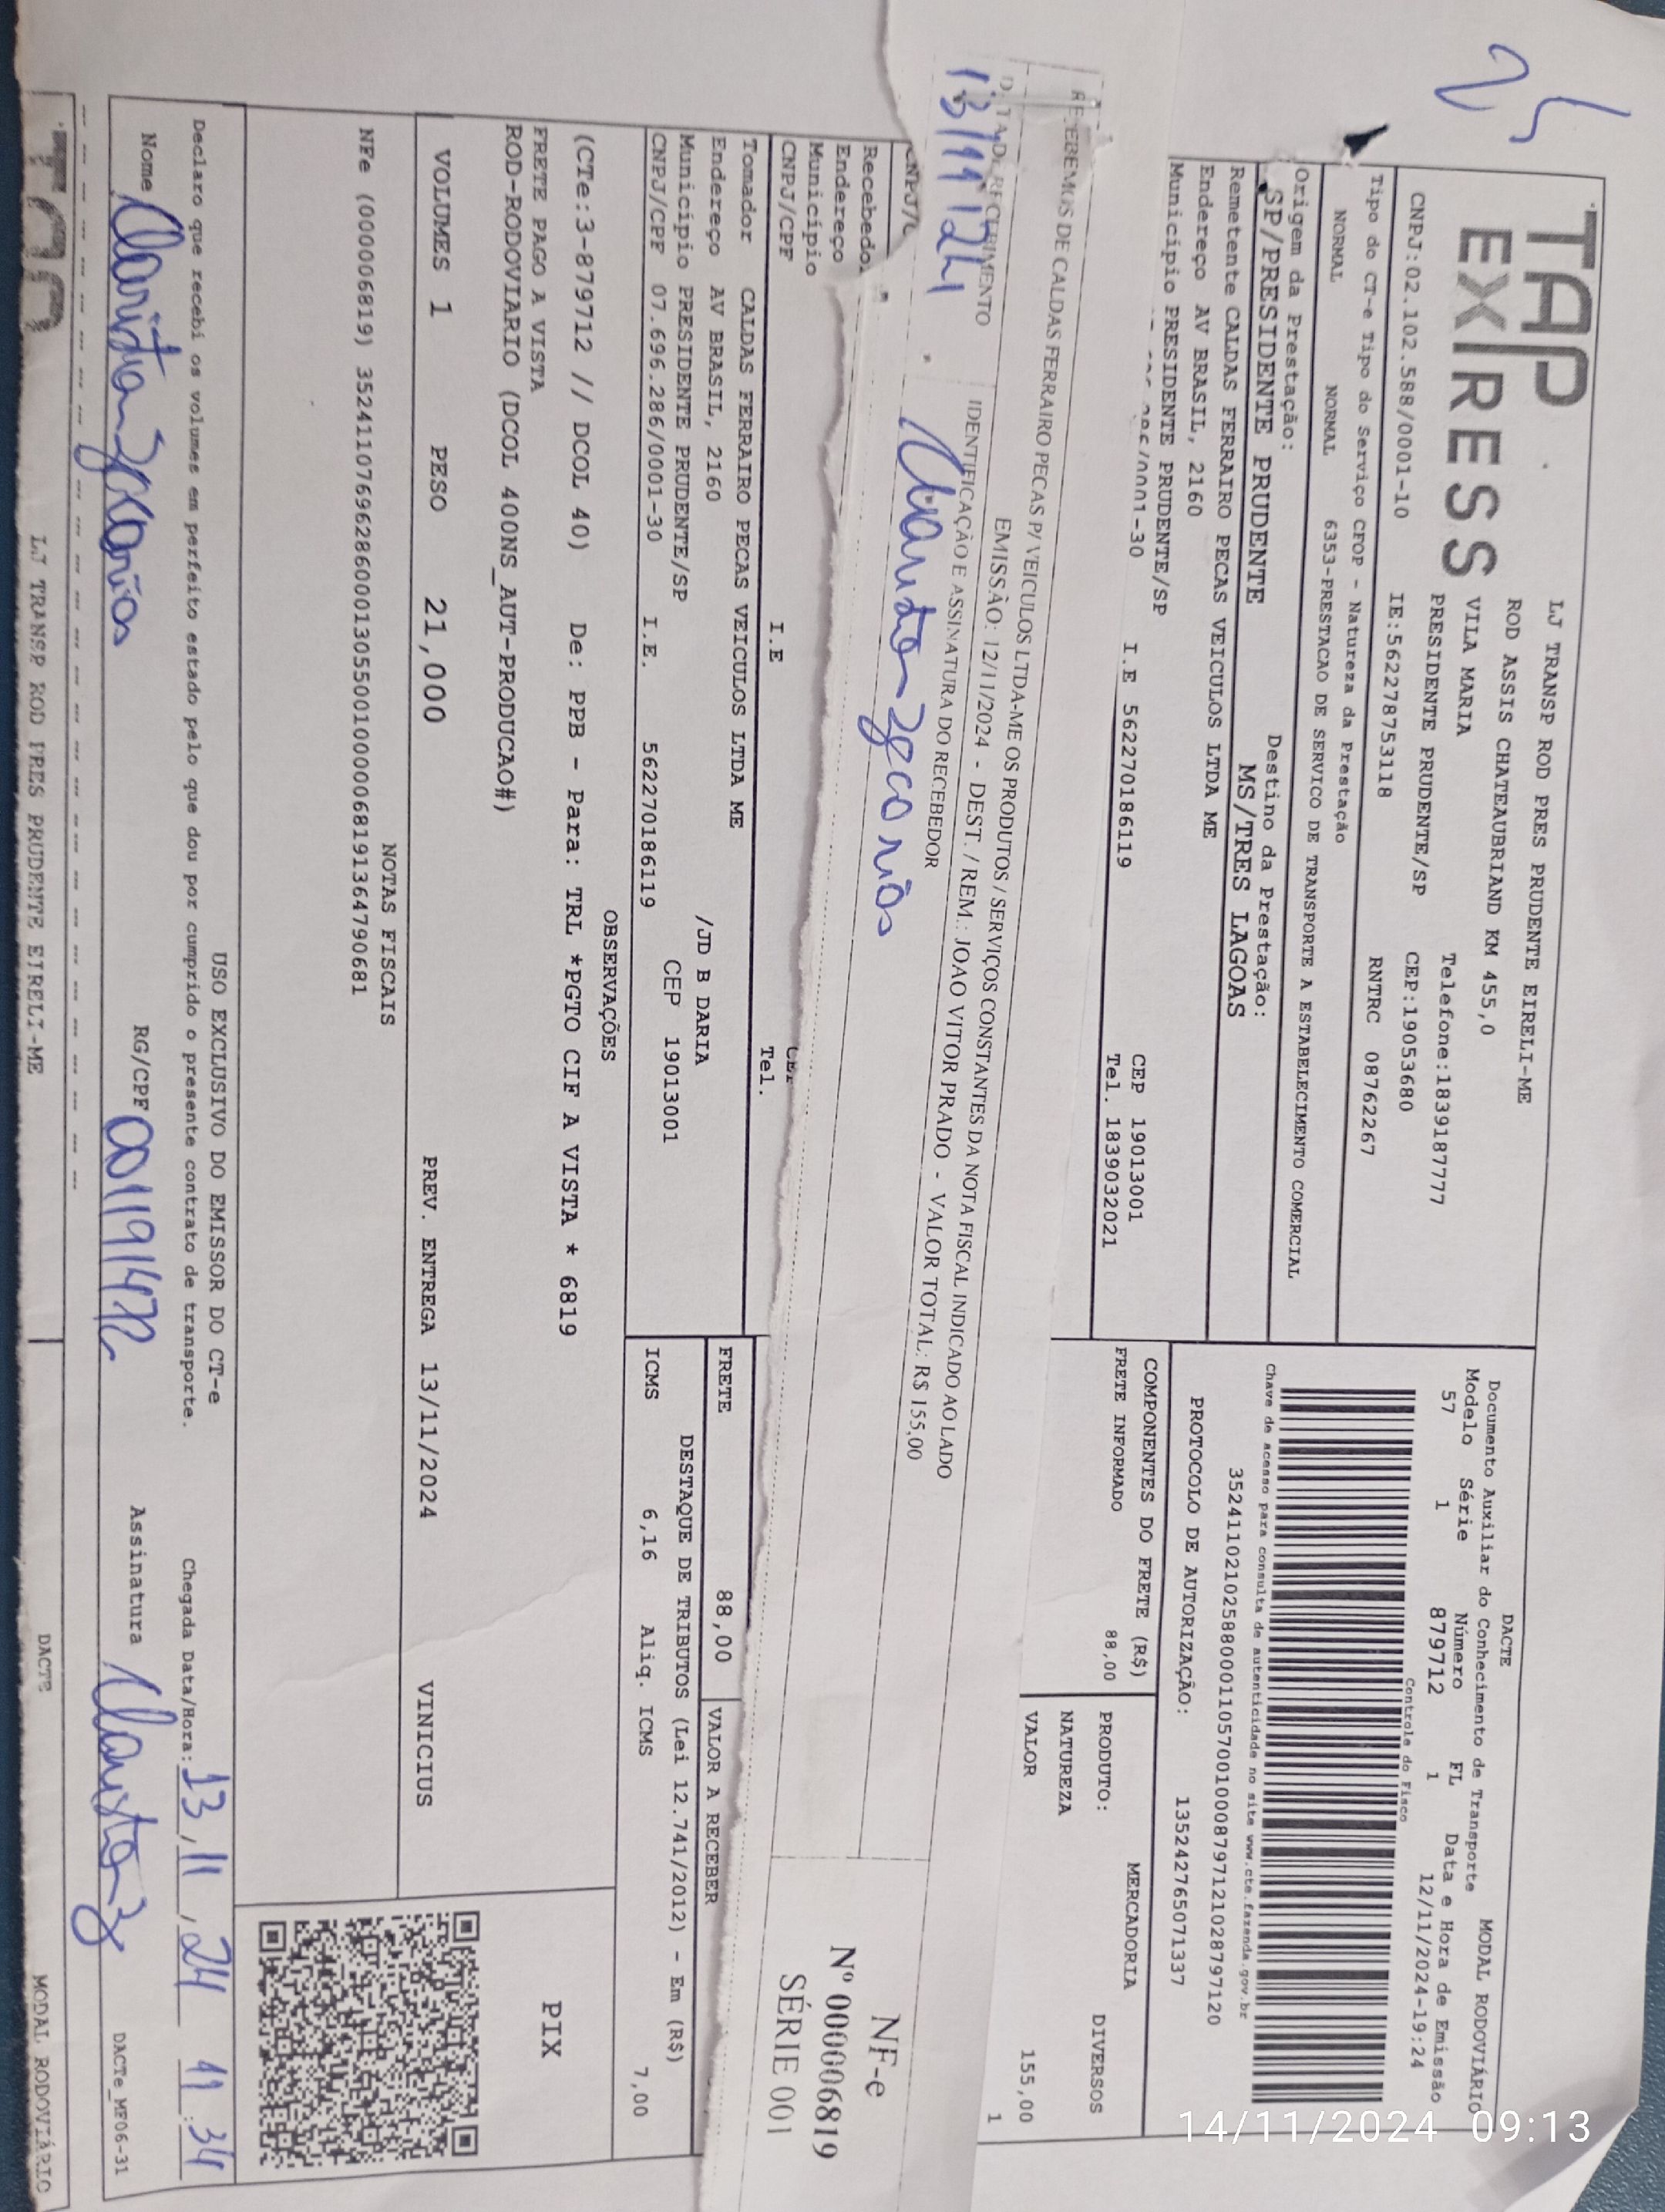 25
TAP
EXPRESS
LJ TRANSP ROD PRES PRUDENTE EIRELI-ME
ROD ASSIS CHATEAUBRIAND KM 455,0
VILA MARIA
PRESIDENTE PRUDENTE/SP
Telefone:1839187777
CEP:19053680
CNPJ:02.102.588/0001-10 IE:562278753118 RNTRC 08762267
DACTE MODAL RODOVIÁRIO
Documento Auxiliar do Conhecimento de Transporte
Modelo Série Número FL Data e Hora de Emissão
57 1 879712 1 12/11/2024-19:24
Controle do Fisco
Tipo do CT-e Tipo do Serviço CFOP - Natureza da Prestação
NORMAL NORMAL 6353-PRESTACAO DE SERVICO DE TRANSPORTE A ESTABELECIMENTO COMERCIAL
Chave de acesso para consulta de autenticidade no site www.cte.fazenda.gov.br
35241102102588000110570010008797121028797120
Origem da Prestação: Destino da Prestação:
SP/PRESIDENTE PRUDENTE MS/TRES LAGOAS
PROTOCOLO DE AUTORIZAÇÃO: 135242765071337
Remetente CALDAS FERRAIRO PECAS VEICULOS LTDA ME
Endereço AV BRASIL, 2160
Município PRESIDENTE PRUDENTE/SP CEP 19013001
/0001-30 I.E 562270186119 Tel. 1839032021
COMPONENTES DO FRETE (R$) MERCADORIA
FRETE INFORMADO 88,00 PRODUTO: DIVERSOS
NATUREZA
VALOR 155,00
1
RECEBEMOS DE CALDAS FERRAIRO PECAS P/ VEICULOS LTDA-ME OS PRODUTOS / SERVIÇOS CONSTANTES DA NOTA FISCAL INDICADO AO LADO
EMISSÃO: 12/11/2024 - DEST. / REM.: JOAO VITOR PRADO - VALOR TOTAL: R$ 155,00
DATA DE RECEBIMENTO IDENTIFICAÇÃO E ASSINATURA DO RECEBEDOR
13/11/24
NF-e
Nº 000006819
SÉRIE 001
CNPJ/C
Recebedo
Endereço
Município
CNPJ/CPF I.E Tel.
Tomador CALDAS FERRAIRO PECAS VEICULOS LTDA ME
Endereço AV BRASIL, 2160 /JD B DARIA
Município PRESIDENTE PRUDENTE/SP CEP 19013001
CNPJ/CPF 07.696.286/0001-30 I.E. 562270186119
FRETE 88,00 VALOR A RECEBER
DESTAQUE DE TRIBUTOS (Lei 12.741/2012) - Em (R$)
ICMS 6,16 Aliq. ICMS 7,00
OBSERVAÇÕES
(CTe:3-879712 // DCOL 40) De: PPB - Para: TRL *PGTO CIF A VISTA * 6819
FRETE PAGO A VISTA
ROD-RODOVIARIO (DCOL 400NS_AUT-PRODUCAO#)
PIX
VOLUMES 1 PESO 21,000 PREV. ENTREGA 13/11/2024 VINICIUS
NOTAS FISCAIS
NFe (000006819) 35241107696286000130550010000068191364790681
USO EXCLUSIVO DO EMISSOR DO CT-e
Declaro que recebi os volumes em perfeito estado pelo que dou por cumprido o presente contrato de transporte. Chegada Data/Hora: 13/11/24 11:34
Nome RG/CPF Assinatura DACTe_MF06-31
LJ TRANSP ROD PRES PRUDENTE EIRELI-ME DACTE MODAL RODOVIÁRIO
14/11/2024 09:13